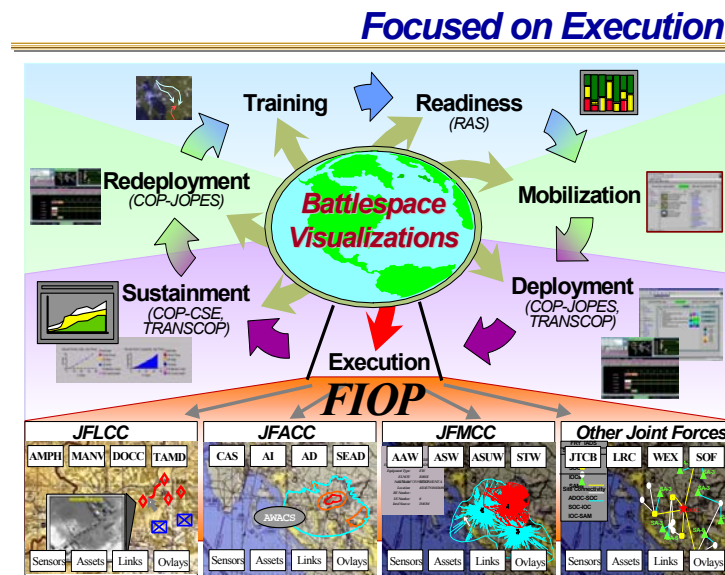 Focused on Execution
Training
Readiness
(RAS)
Redeployment
(COP-JOPES)
Battlespace
Visualizations
Mobilization
Sustainment
(COP-CSE,
TRANSCOP)
Deployment
(COP-JOPES,
TRANSCOP)
Execution
FIOP
JFLCC
JFACC
JFMCC
Other Joint Forces
AMPH MANV DOCC TAMD
CAS AI AD SEAD
AAW ASW ASUW STW
JTCB LRC WEX SOF
AWACS
Site Connectivity
ADOC-SOC
SOC-IOC
IOC-SAM
Sensors Assets Links Ovlays
Sensors Assets Links Ovlays
Sensors Assets Links Ovlays
Sensors Assets Links Ovlays